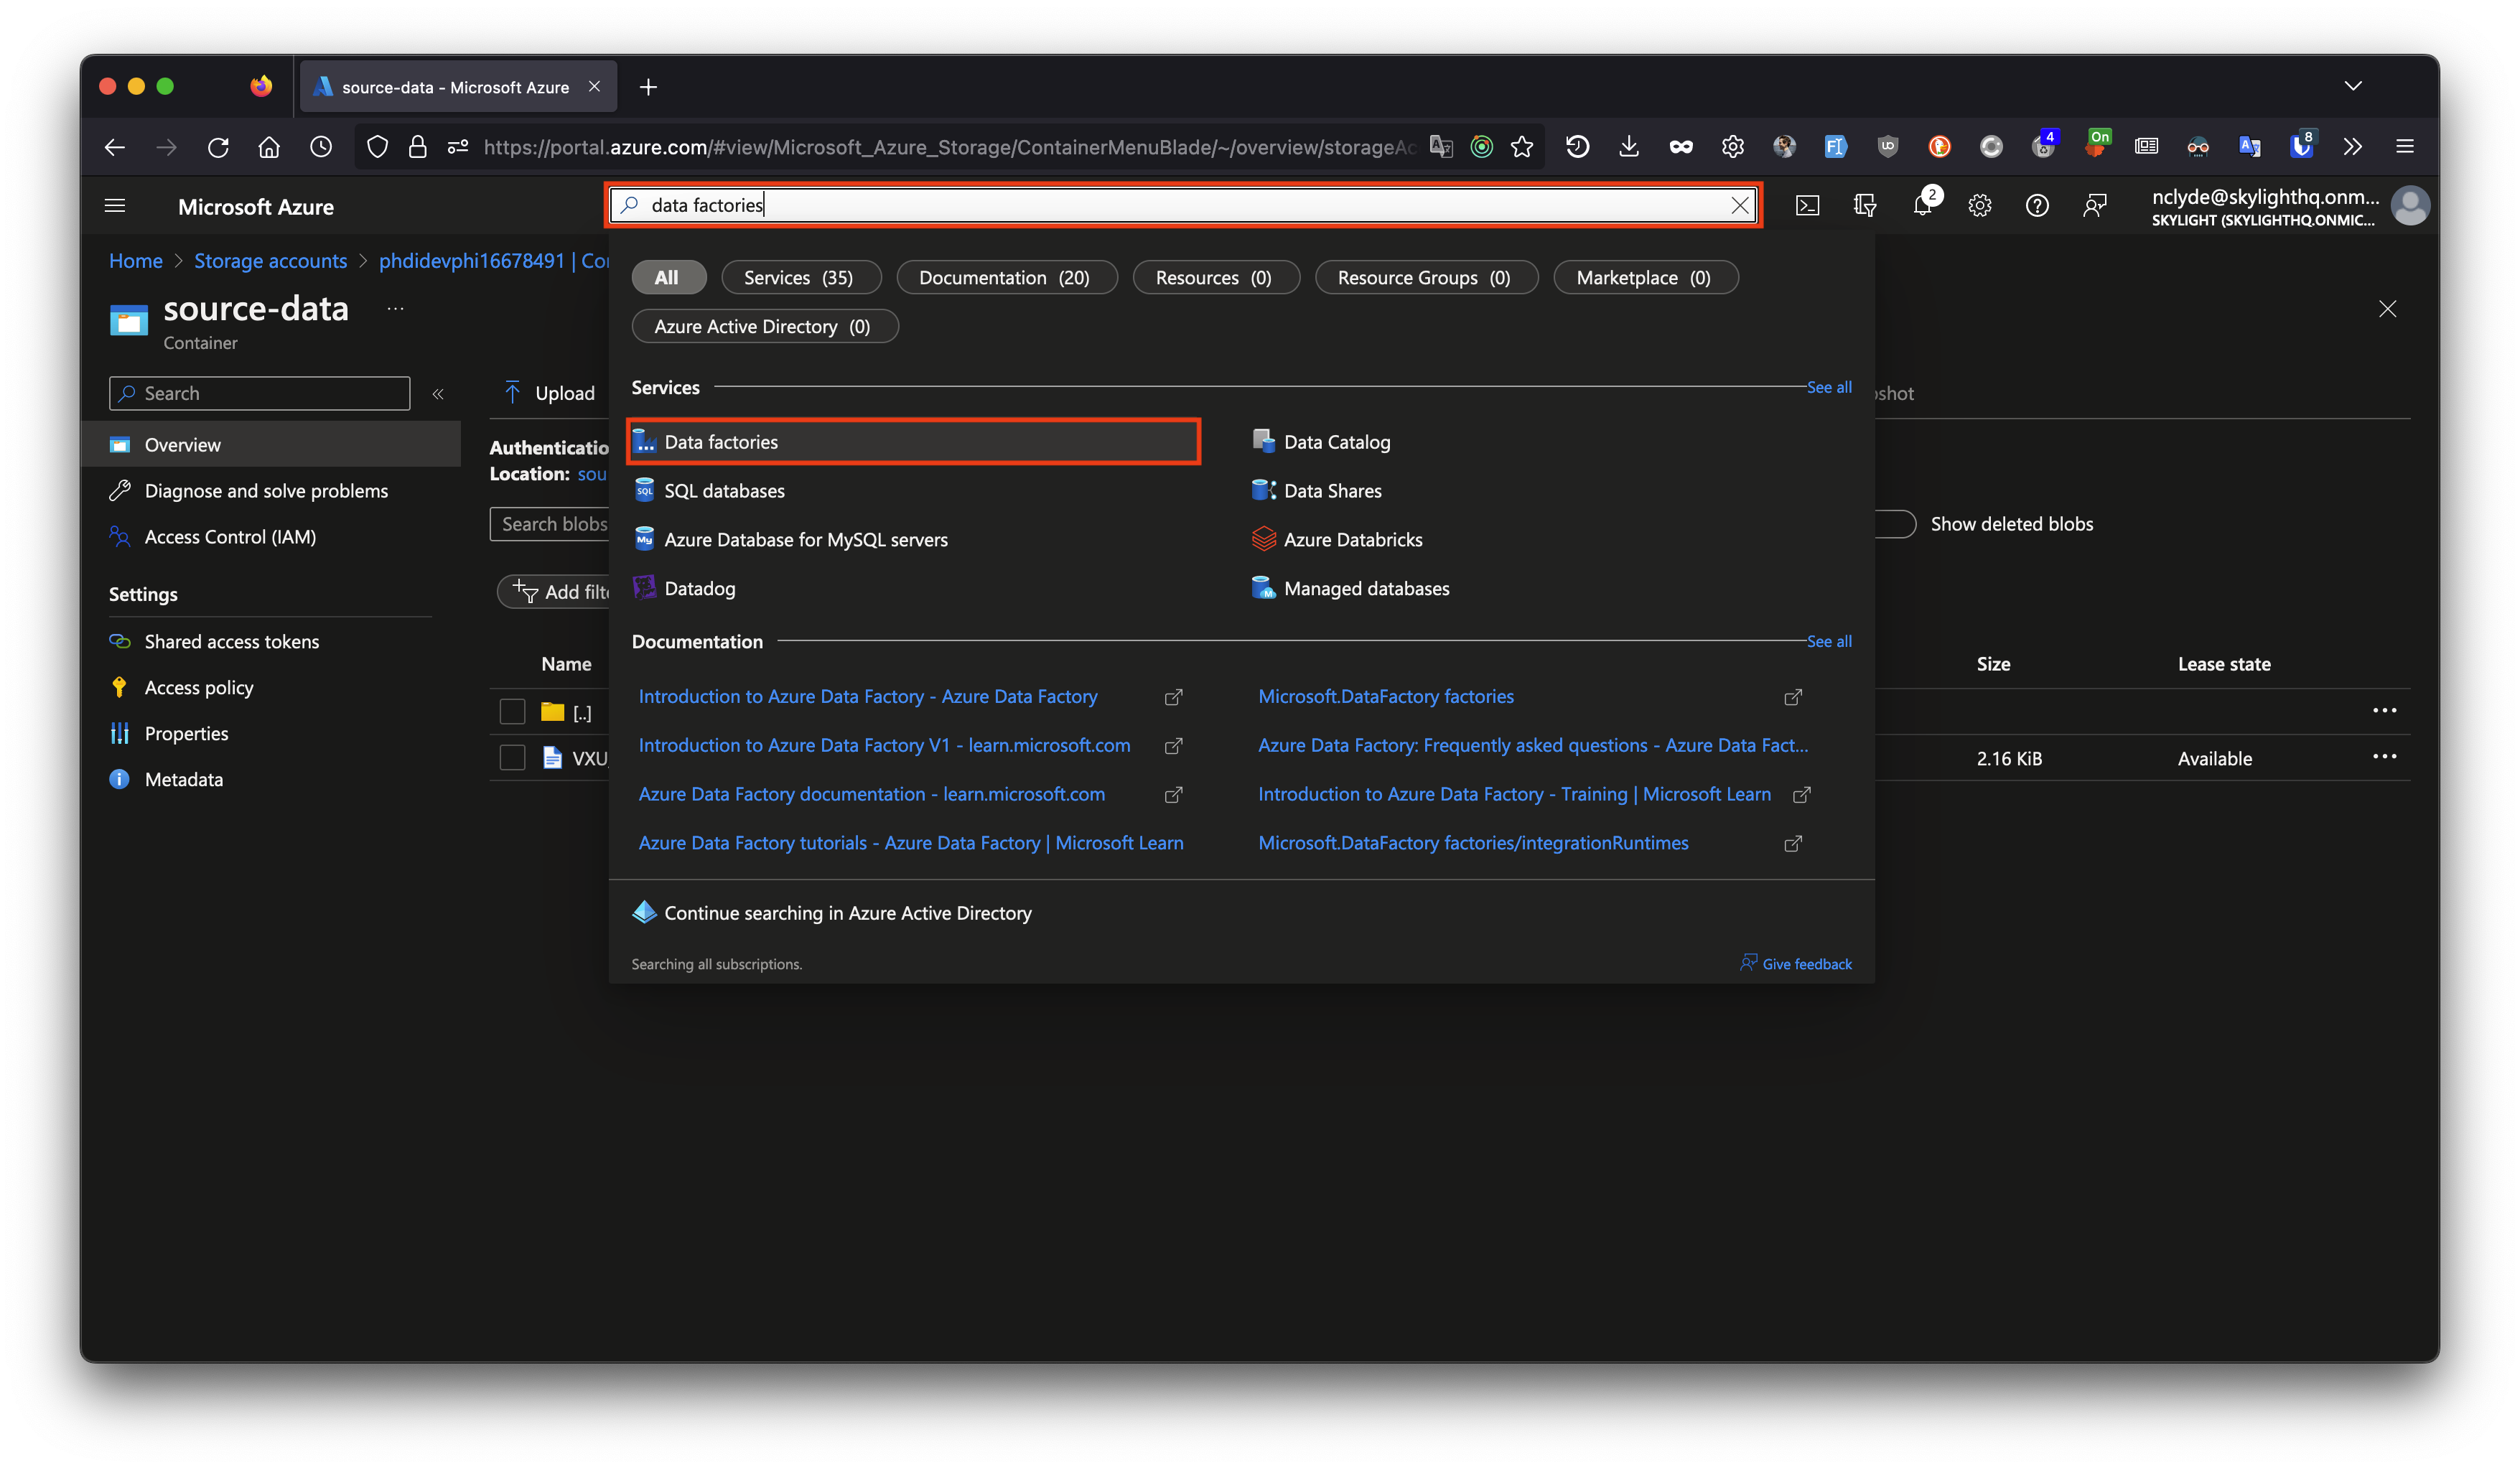 source-data - Microsoft Azure
https://portal.azure.com/#view/Microsoft_Azure_Storage/ContainerMenuBlade/~/overview/storageAc
4
On
8
Microsoft Azure
data factories
2
nclyde@skylighthq.onm...
SKYLIGHT (SKYLIGHTHQ.ONMIC...
Home > Storage accounts > phdidevphi16678491 | Con
source-data ...
Container
Search
Overview
Diagnose and solve problems
Access Control (IAM)
Settings
Shared access tokens
Access policy
Properties
Metadata
Upload
Authenticatio
Location: sou
Search blobs
Add filte
Name
[..]
VXU_
All
Services (35)
Documentation (20)
Resources (0)
Resource Groups (0)
Marketplace (0)
Azure Active Directory (0)
Services
See all
Data factories
Data Catalog
SQL databases
Data Shares
Azure Database for MySQL servers
Azure Databricks
Datadog
Managed databases
Documentation
See all
Introduction to Azure Data Factory - Azure Data Factory
Microsoft.DataFactory factories
Introduction to Azure Data Factory V1 - learn.microsoft.com
Azure Data Factory: Frequently asked questions - Azure Data Fact...
Azure Data Factory documentation - learn.microsoft.com
Introduction to Azure Data Factory - Training | Microsoft Learn
Azure Data Factory tutorials - Azure Data Factory | Microsoft Learn
Microsoft.DataFactory factories/integrationRuntimes
Continue searching in Azure Active Directory
Searching all subscriptions.
Give feedback
pshot
Show deleted blobs
Size
Lease state
2.16 KiB
Available